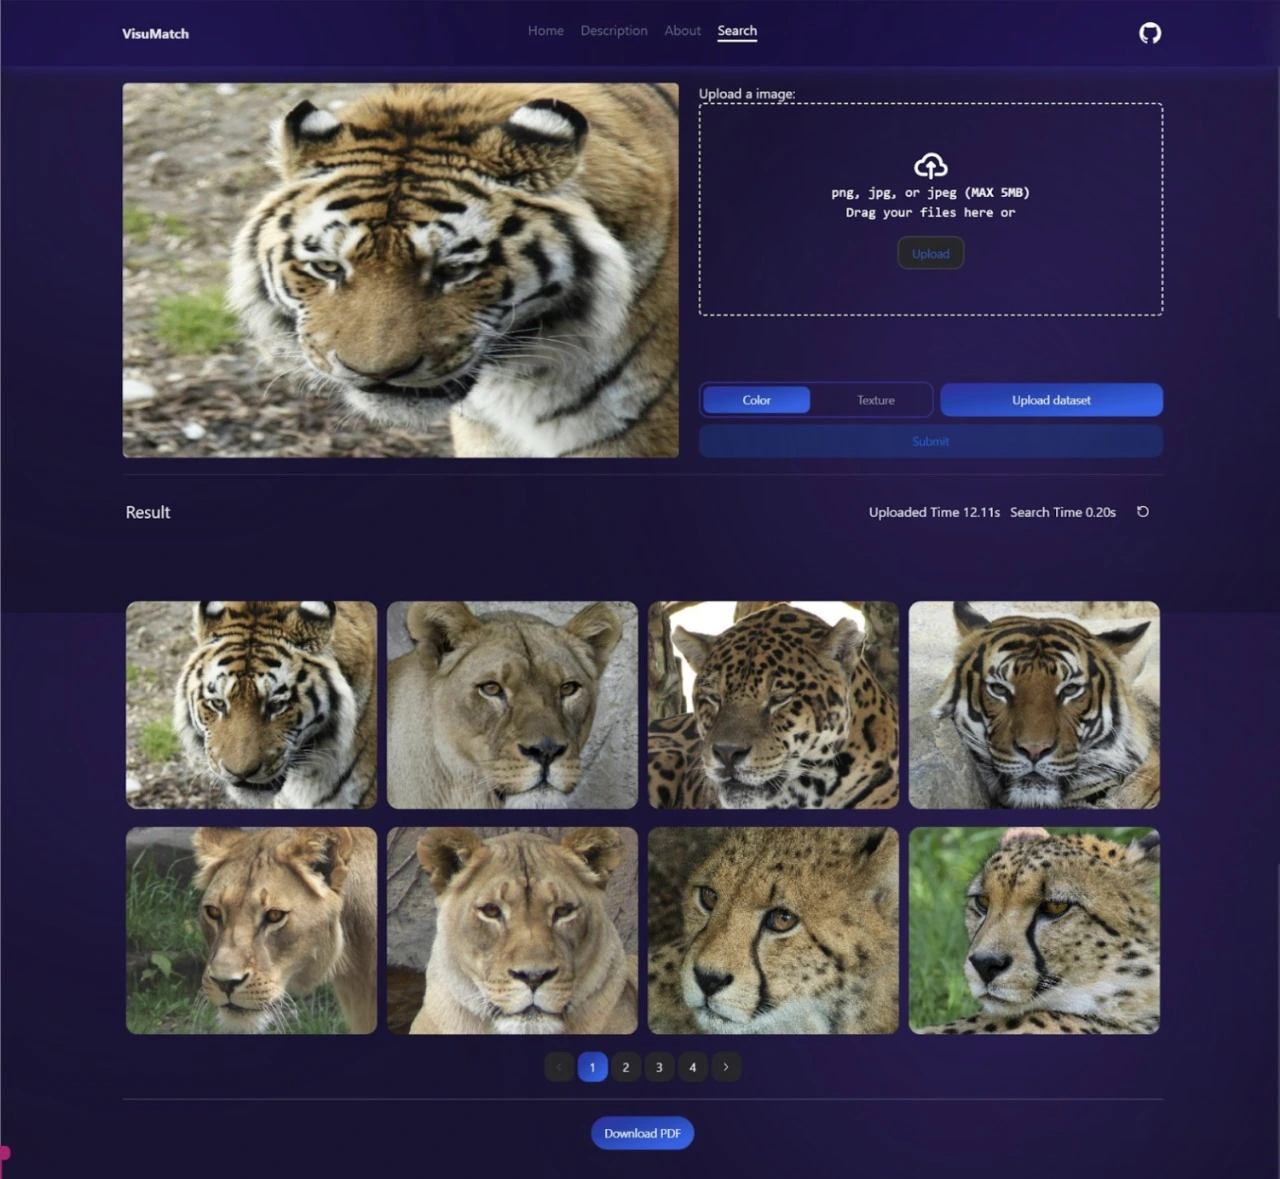 VisuMatch
Home Description About Search
Upload a image:
png, jpg, or jpeg (MAX 5MB)
Drag your files here or
Upload
Color Texture Upload dataset
Submit
Result Uploaded Time 12.11s Search Time 0.20s
1 2 3 4
Download PDF